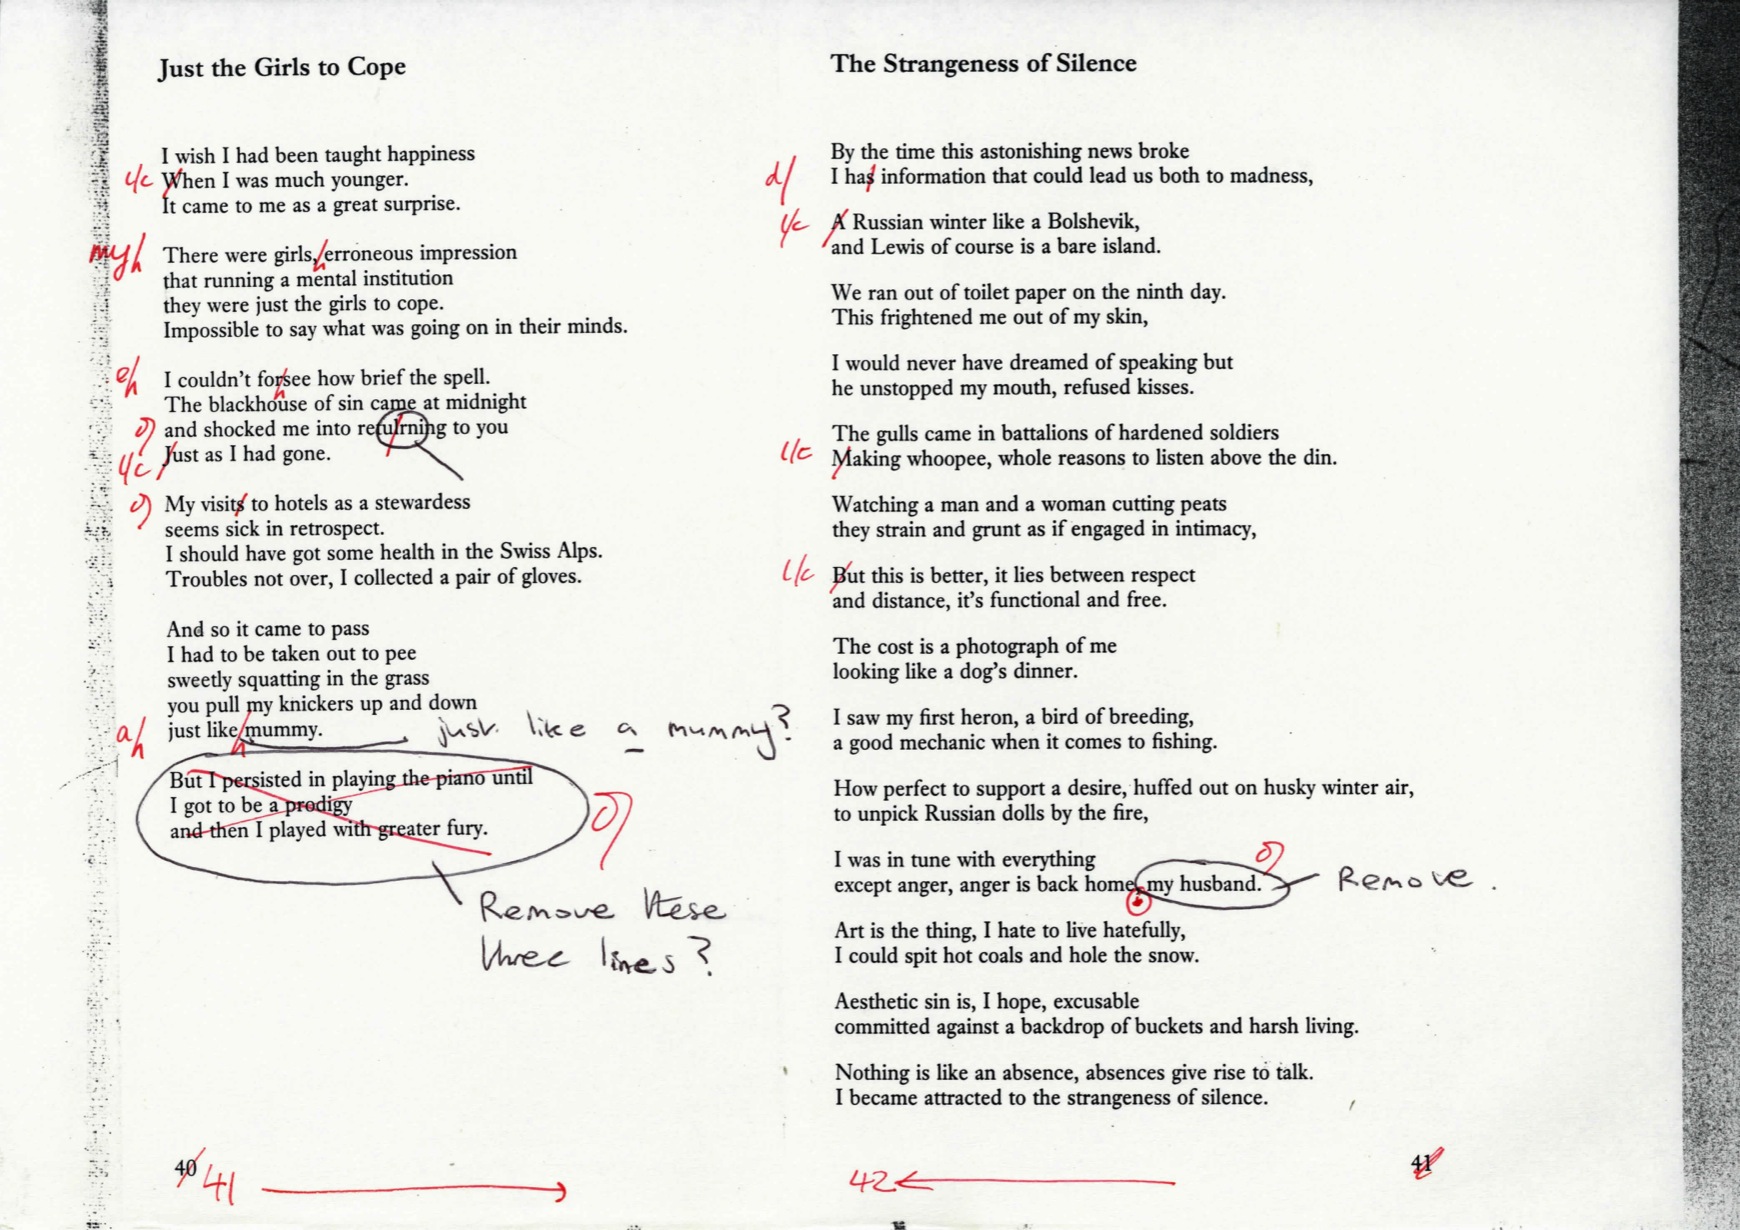 Just the Girls to Cope
I wish I had been taught happiness
l/c When I was much younger.
It came to me as a great surprise.
my/ There were girls, erroneous impression
that running a mental institution
they were just the girls to cope.
Impossible to say what was going on in their minds.
e/ I couldn't forsee how brief the spell.
The blackhouse of sin came at midnight
and shocked me into retulrning to you
l/c Just as I had gone.
My visits to hotels as a stewardess
seems sick in retrospect.
I should have got some health in the Swiss Alps.
Troubles not over, I collected a pair of gloves.
And so it came to pass
I had to be taken out to pee
sweetly squatting in the grass
you pull my knickers up and down
a/ just like mummy. just like a mummy?
But I persisted in playing the piano until
I got to be a prodigy
and then I played with greater fury.
Remove these
three lines?
40 41
The Strangeness of Silence
By the time this astonishing news broke
d/ I has information that could lead us both to madness,
l/c A Russian winter like a Bolshevik,
and Lewis of course is a bare island.
We ran out of toilet paper on the ninth day.
This frightened me out of my skin,
I would never have dreamed of speaking but
he unstopped my mouth, refused kisses.
The gulls came in battalions of hardened soldiers
l/c Making whoopee, whole reasons to listen above the din.
Watching a man and a woman cutting peats
they strain and grunt as if engaged in intimacy,
l/c But this is better, it lies between respect
and distance, it's functional and free.
The cost is a photograph of me
looking like a dog's dinner.
I saw my first heron, a bird of breeding,
a good mechanic when it comes to fishing.
How perfect to support a desire, huffed out on husky winter air,
to unpick Russian dolls by the fire,
I was in tune with everything
except anger, anger is back home, my husband. Remove.
Art is the thing, I hate to live hatefully,
I could spit hot coals and hole the snow.
Aesthetic sin is, I hope, excusable
committed against a backdrop of buckets and harsh living.
Nothing is like an absence, absences give rise to talk.
I became attracted to the strangeness of silence.
42 41